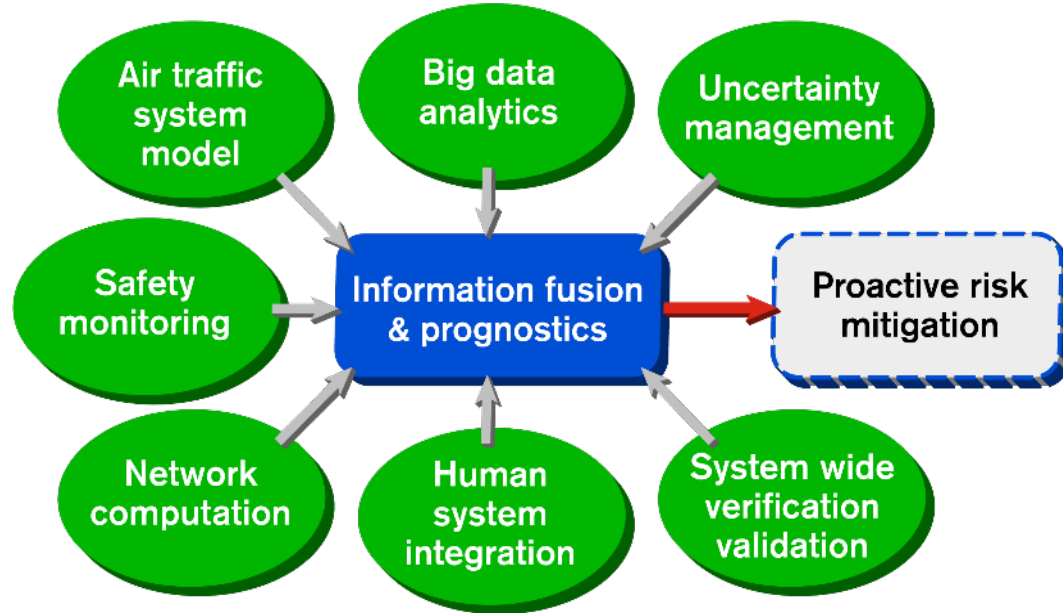 Air traffic
system
model
Big data
analytics
Uncertainty
management
Safety
monitoring
Information fusion
& prognostics
Proactive risk
mitigation
Network
computation
Human
system
integration
System wide
verification
validation